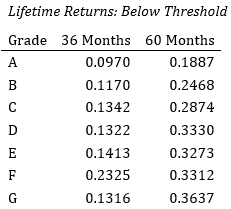 Lifetime Returns: Below Threshold
Grade 36 Months 60 Months
A 0.0970 0.1887
B 0.1170 0.2468
C 0.1342 0.2874
D 0.1322 0.3330
E 0.1413 0.3273
F 0.2325 0.3312
G 0.1316 0.3637